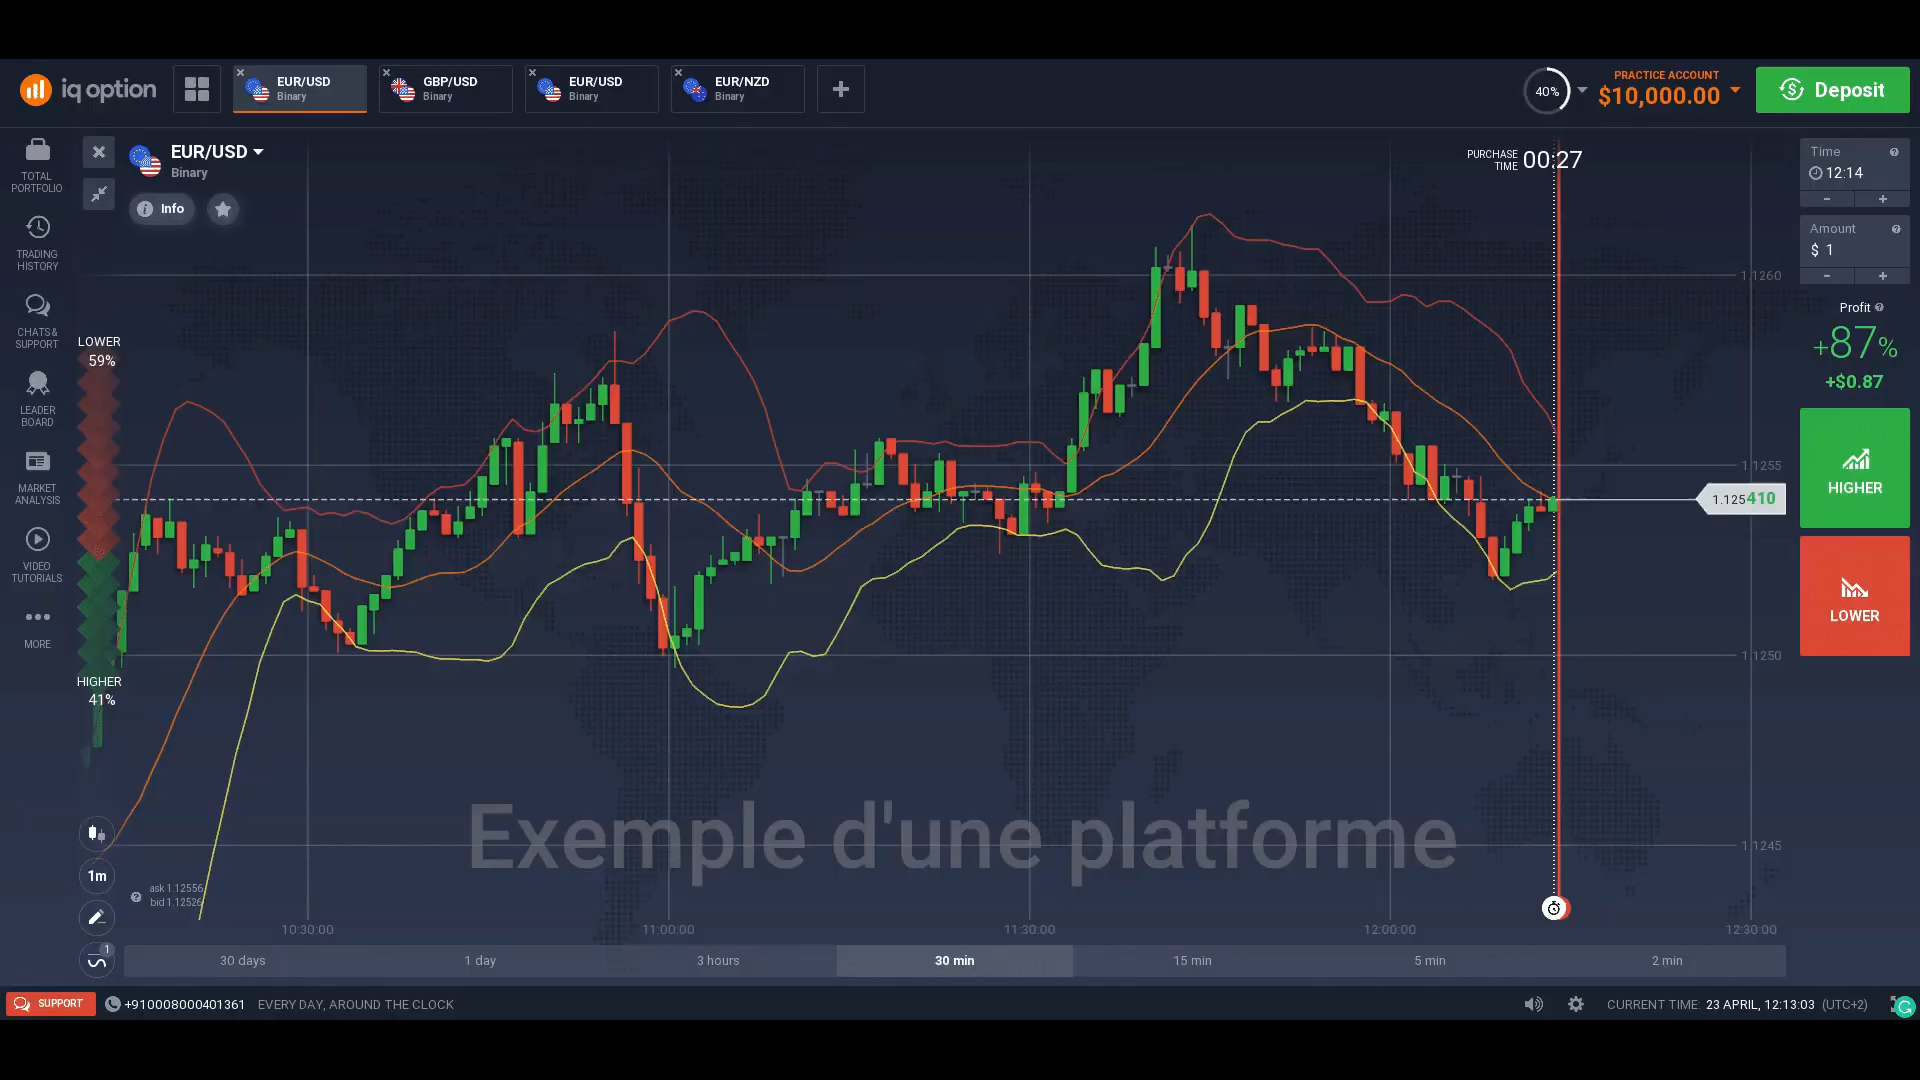 iq option
EUR/USD
Binary
GBP/USD
Binary
EUR/USD
Binary
EUR/NZD
Binary
40%
PRACTICE ACCOUNT
$10,000.00
Deposit
TOTAL
PORTFOLIO
TRADING
HISTORY
CHATS &
SUPPORT
LEADER
BOARD
MARKET
ANALYSIS
VIDEO
TUTORIALS
MORE
EUR/USD
Binary
Info
LOWER
59%
HIGHER
41%
PURCHASE
TIME
00:27
1.1260
1.1255
1.125410
1.1250
1.1245
Time
12:14
- +
Amount
$ 1
- +
Profit
+87%
+$0.87
HIGHER
LOWER
Exemple d'une platforme
1m
1
ask 1.12556
bid 1.12526
10:30:00
11:00:00
11:30:00
12:00:00
12:30:00
30 days
1 day
3 hours
30 min
15 min
5 min
2 min
SUPPORT
+910008000401361
EVERY DAY, AROUND THE CLOCK
CURRENT TIME: 23 APRIL, 12:13:03 (UTC+2)